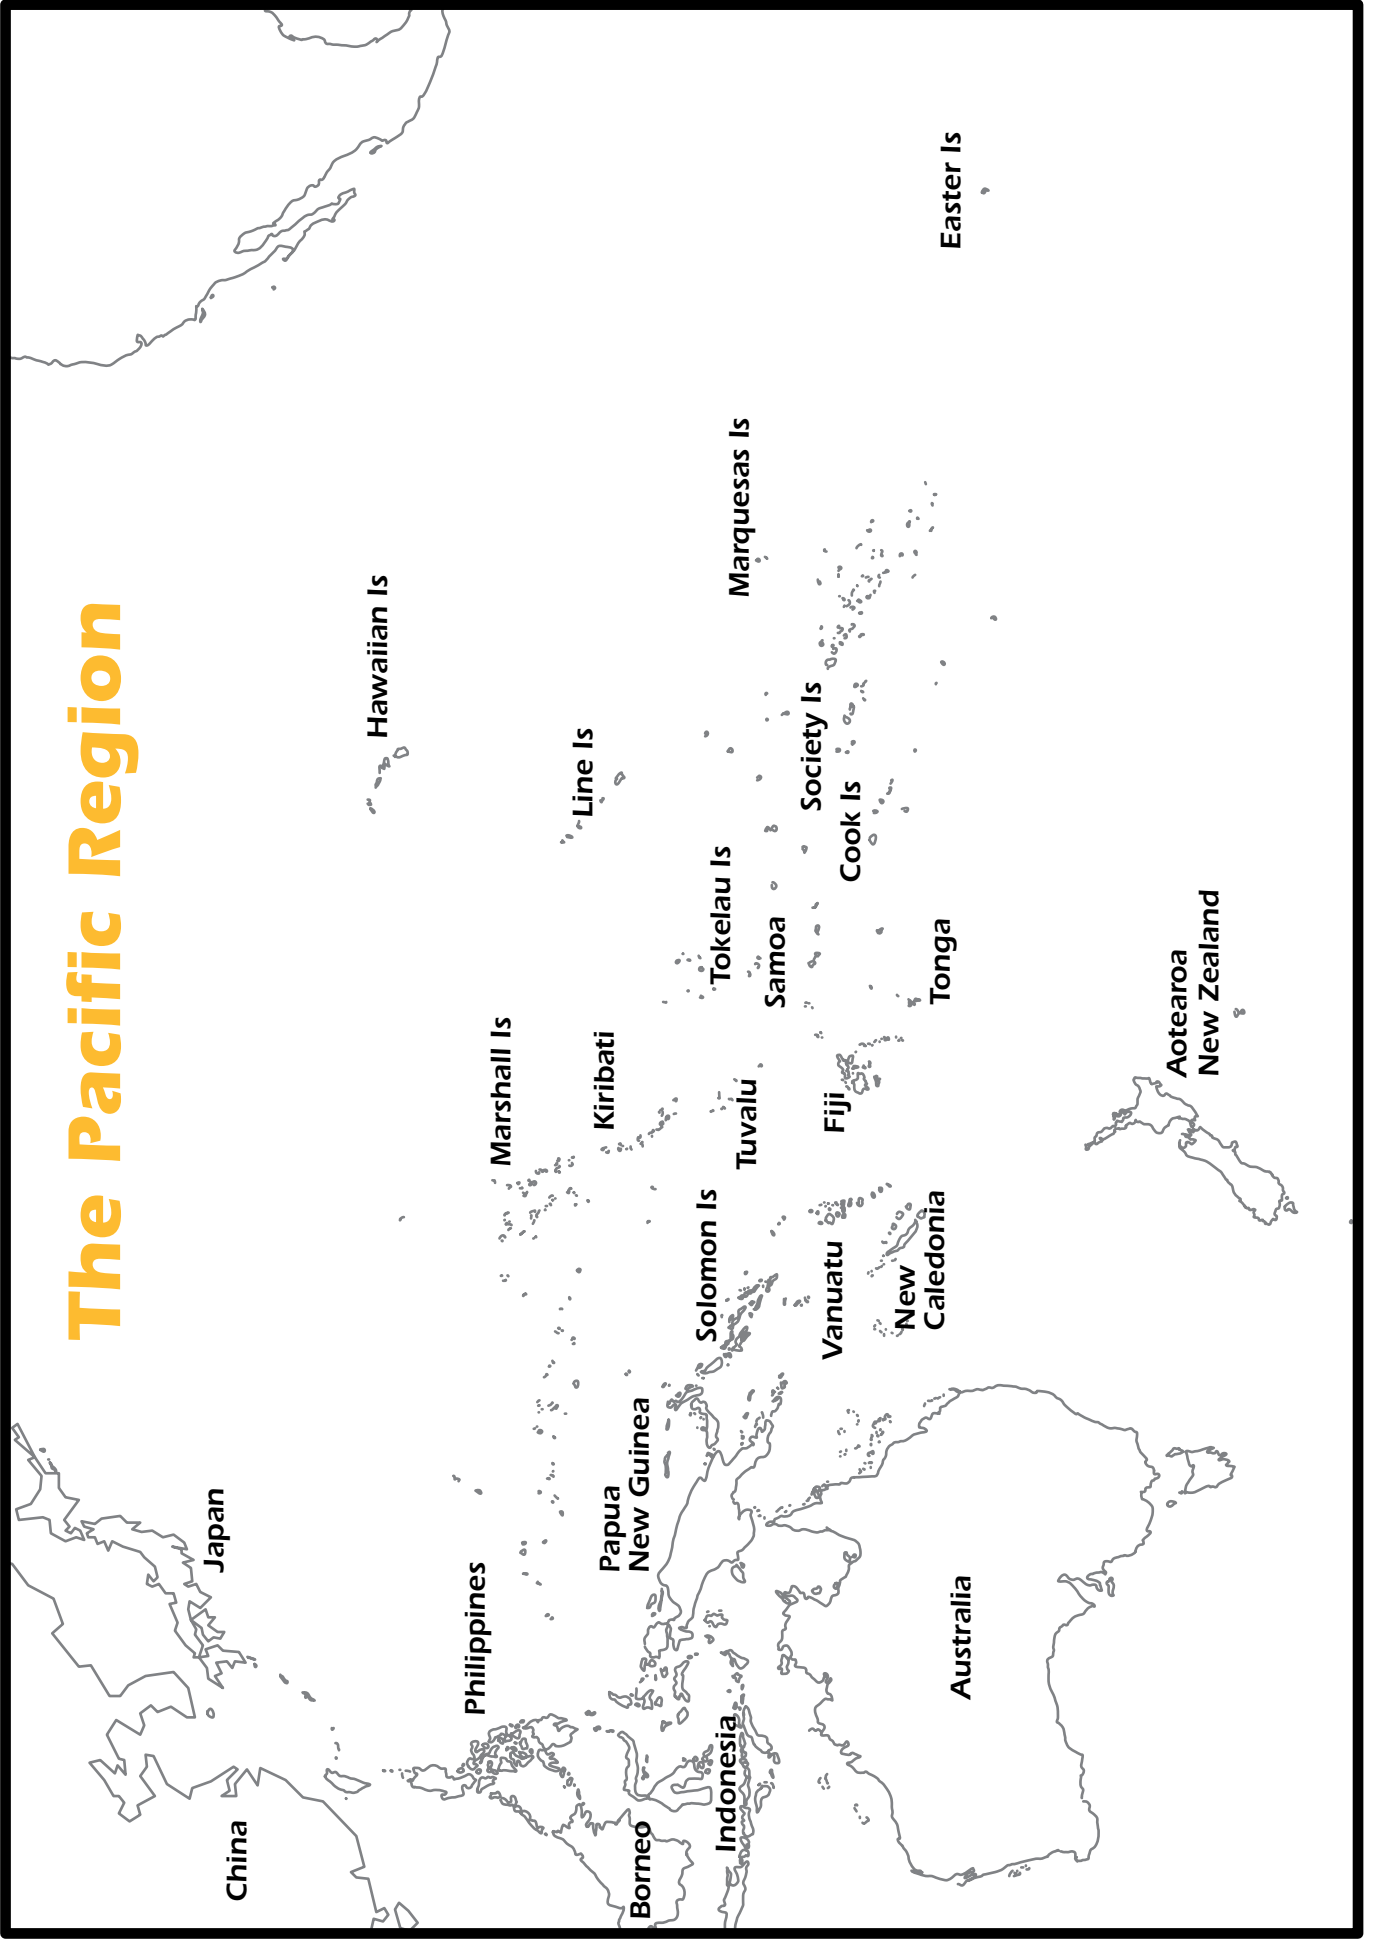 The Pacific Region
China
Japan
Hawaiian Is
Philippines
Marshall Is
Line Is
Kiribati
Papua
New Guinea
Borneo
Solomon Is
Tokelau Is
Marquesas Is
Indonesia
Tuvalu
Samoa
Society Is
Vanuatu
Fiji
Cook Is
New
Caledonia
Tonga
Easter Is
Australia
Aotearoa
New Zealand